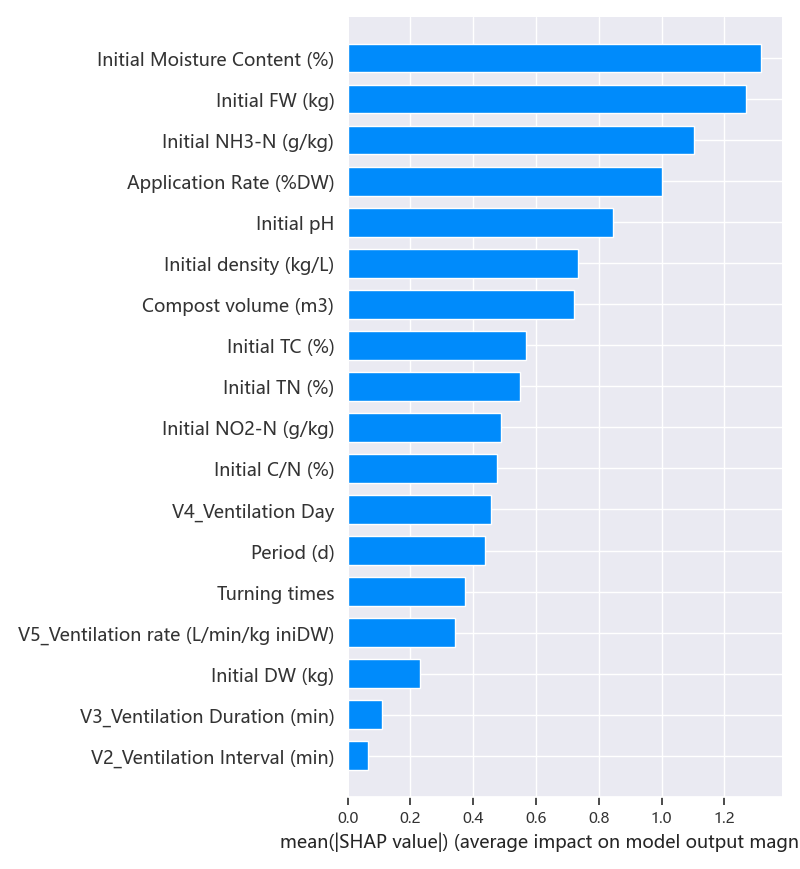 Initial Moisture Content (%)
Initial FW (kg)
Initial NH3-N (g/kg)
Application Rate (%DW)
Initial pH
Initial density (kg/L)
Compost volume (m3)
Initial TC (%)
Initial TN (%)
Initial NO2-N (g/kg)
Initial C/N (%)
V4_Ventilation Day
Period (d)
Turning times
V5_Ventilation rate (L/min/kg iniDW)
Initial DW (kg)
V3_Ventilation Duration (min)
V2_Ventilation Interval (min)
0.0 0.2 0.4 0.6 0.8 1.0 1.2
mean(|SHAP value|) (average impact on model output magn